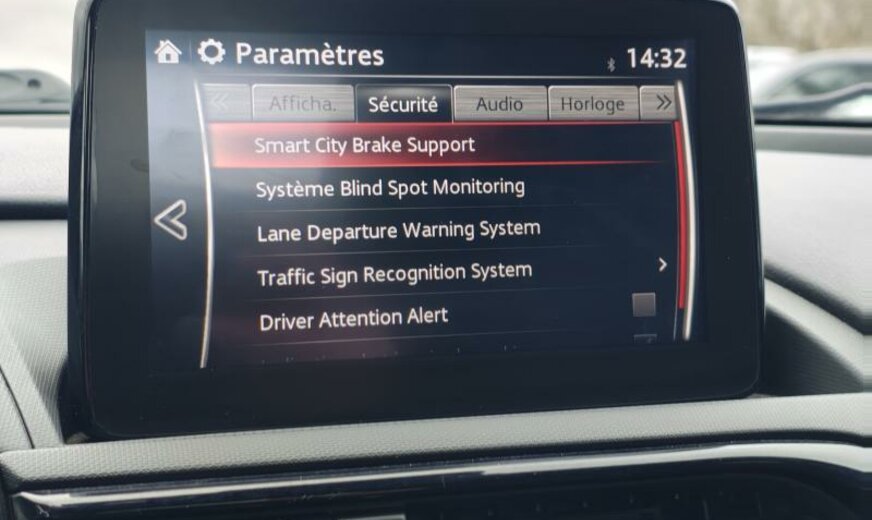 Paramètres 14:32
Afficha. Sécurité Audio Horloge
Smart City Brake Support
Système Blind Spot Monitoring
Lane Departure Warning System
Traffic Sign Recognition System
Driver Attention Alert